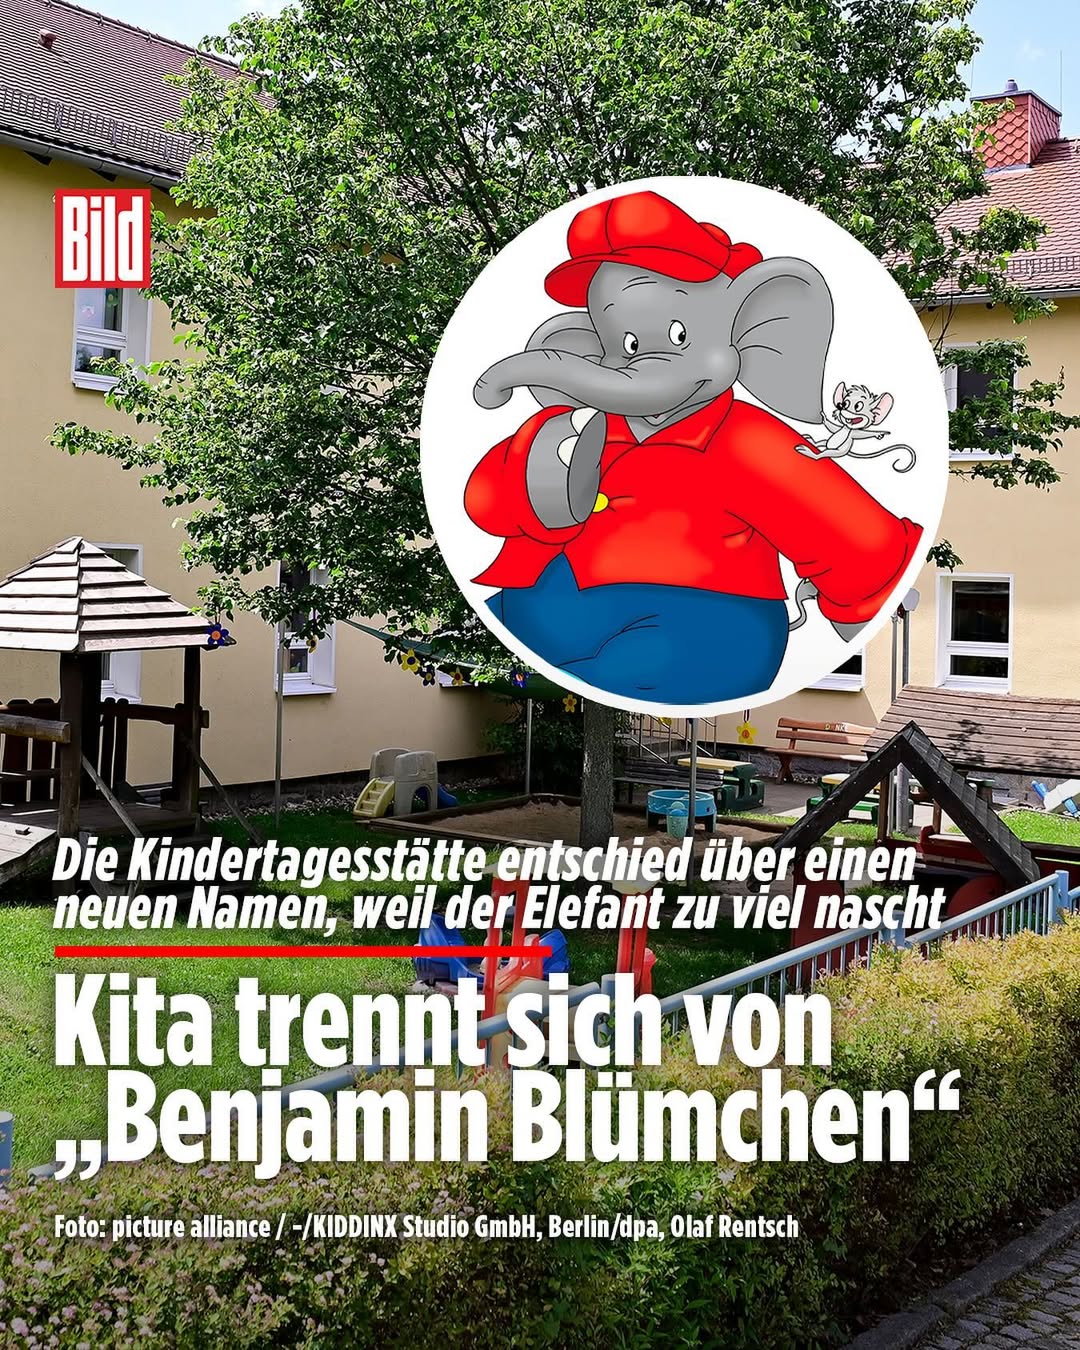 Bild
Die Kindertagesstätte entschied über einen
neuen Namen, weil der Elefant zu viel nascht
Kita trennt sich von
„Benjamin Blümchen“
Foto: picture alliance / -/KIDDINX Studio GmbH, Berlin/dpa, Olaf Rentsch